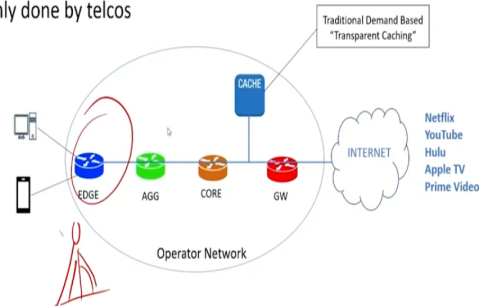 ly done by telcos
Traditional Demand Based
"Transparent Caching"
CACHE
Netflix
YouTube
Hulu
Apple TV
Prime Video
INTERNET
EDGE
AGG
CORE
GW
Operator Network